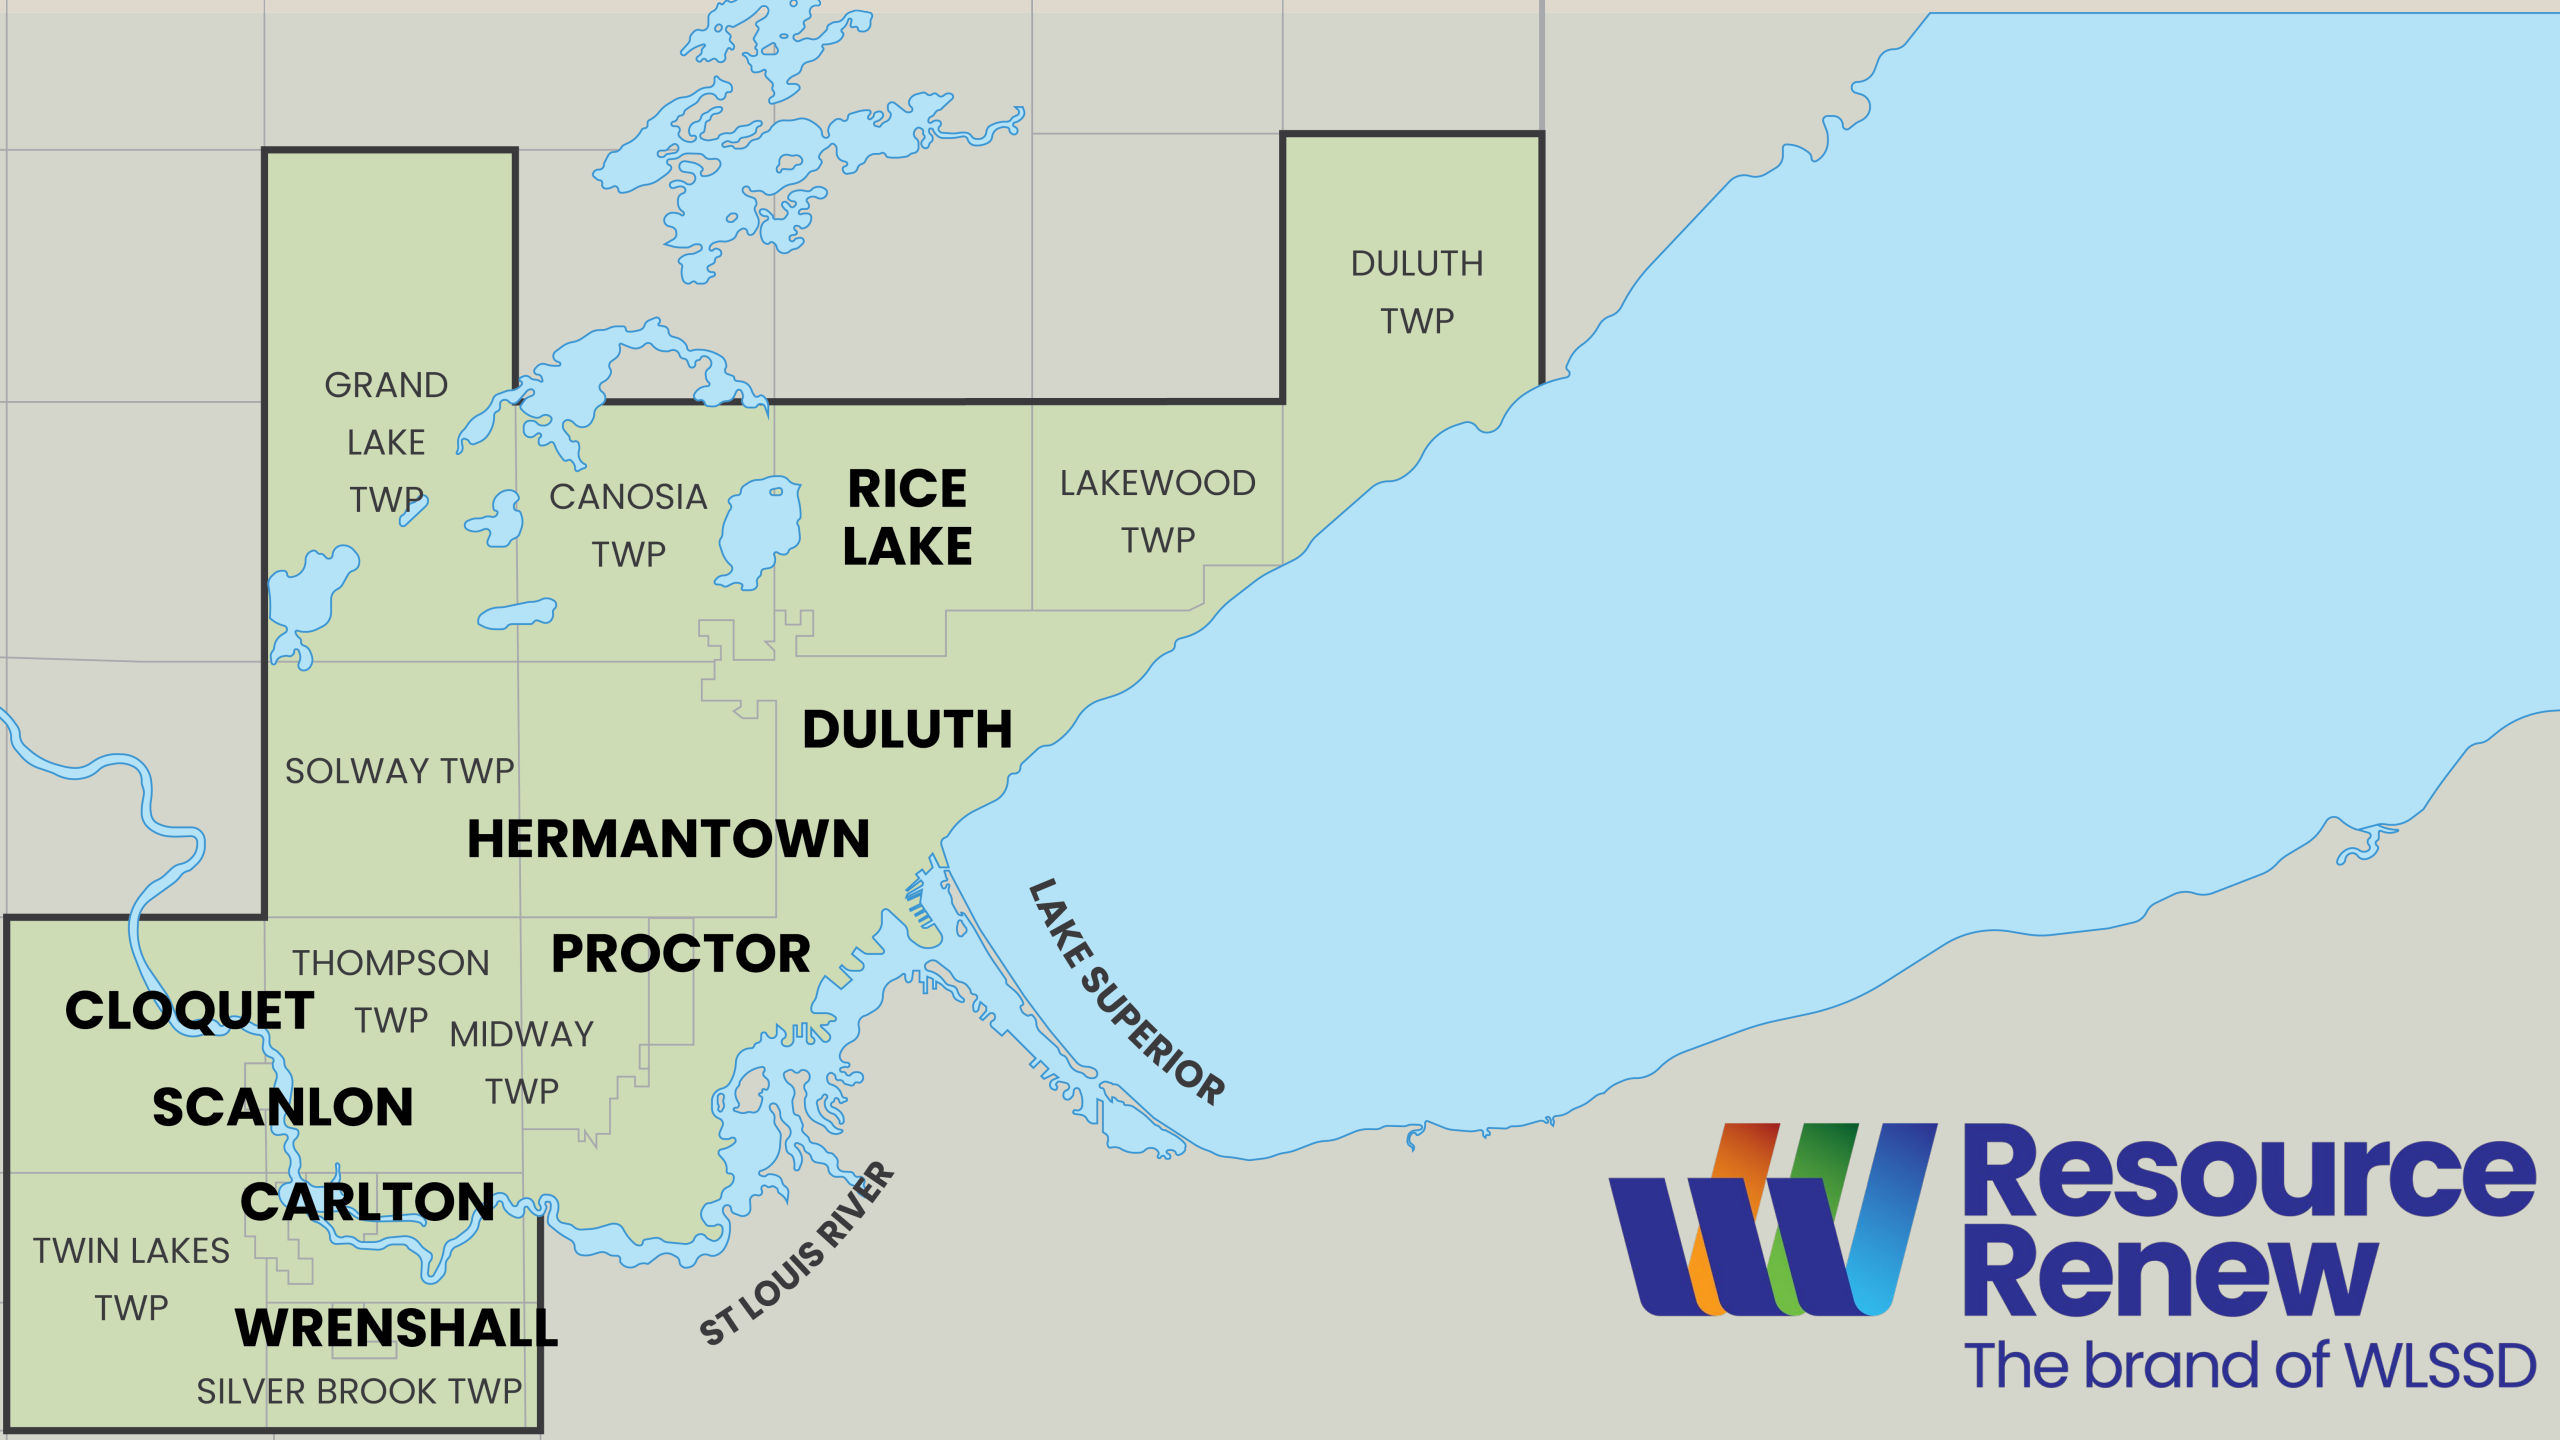 DULUTH
TWP
GRAND
LAKE
TWP
CANOSIA
TWP
RICE
LAKE
LAKEWOOD
TWP
DULUTH
SOLWAY TWP
HERMANTOWN
PROCTOR
THOMPSON
TWP
CLOQUET
MIDWAY
TWP
SCANLON
LAKE SUPERIOR
CARLTON
TWIN LAKES
TWP
ST LOUIS RIVER
WRENSHALL
SILVER BROOK TWP
Resource
Renew
The brand of WLSSD